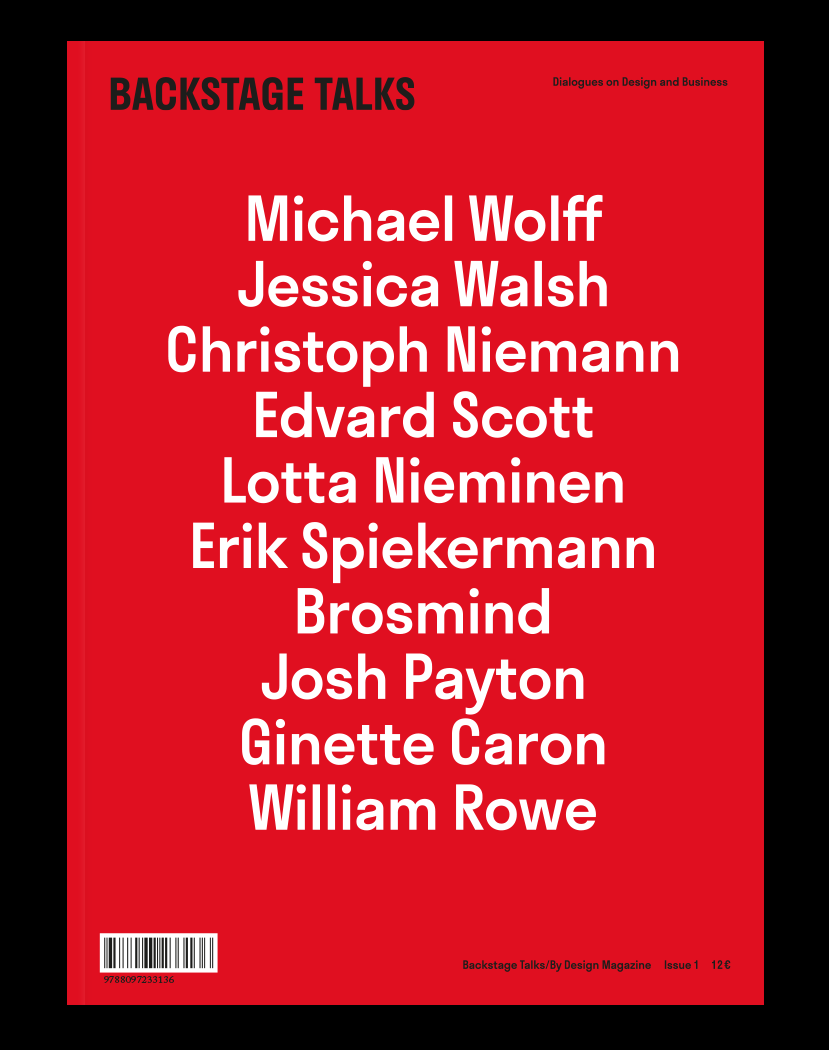 BACKSTAGE TALKS
Dialogues on Design and Business
Michael Wolff
Jessica Walsh
Christoph Niemann
Edvard Scott
Lotta Nieminen
Erik Spiekermann
Brosmind
Josh Payton
Ginette Caron
William Rowe
9788097233136
Backstage Talks/By Design Magazine Issue 1 12 €